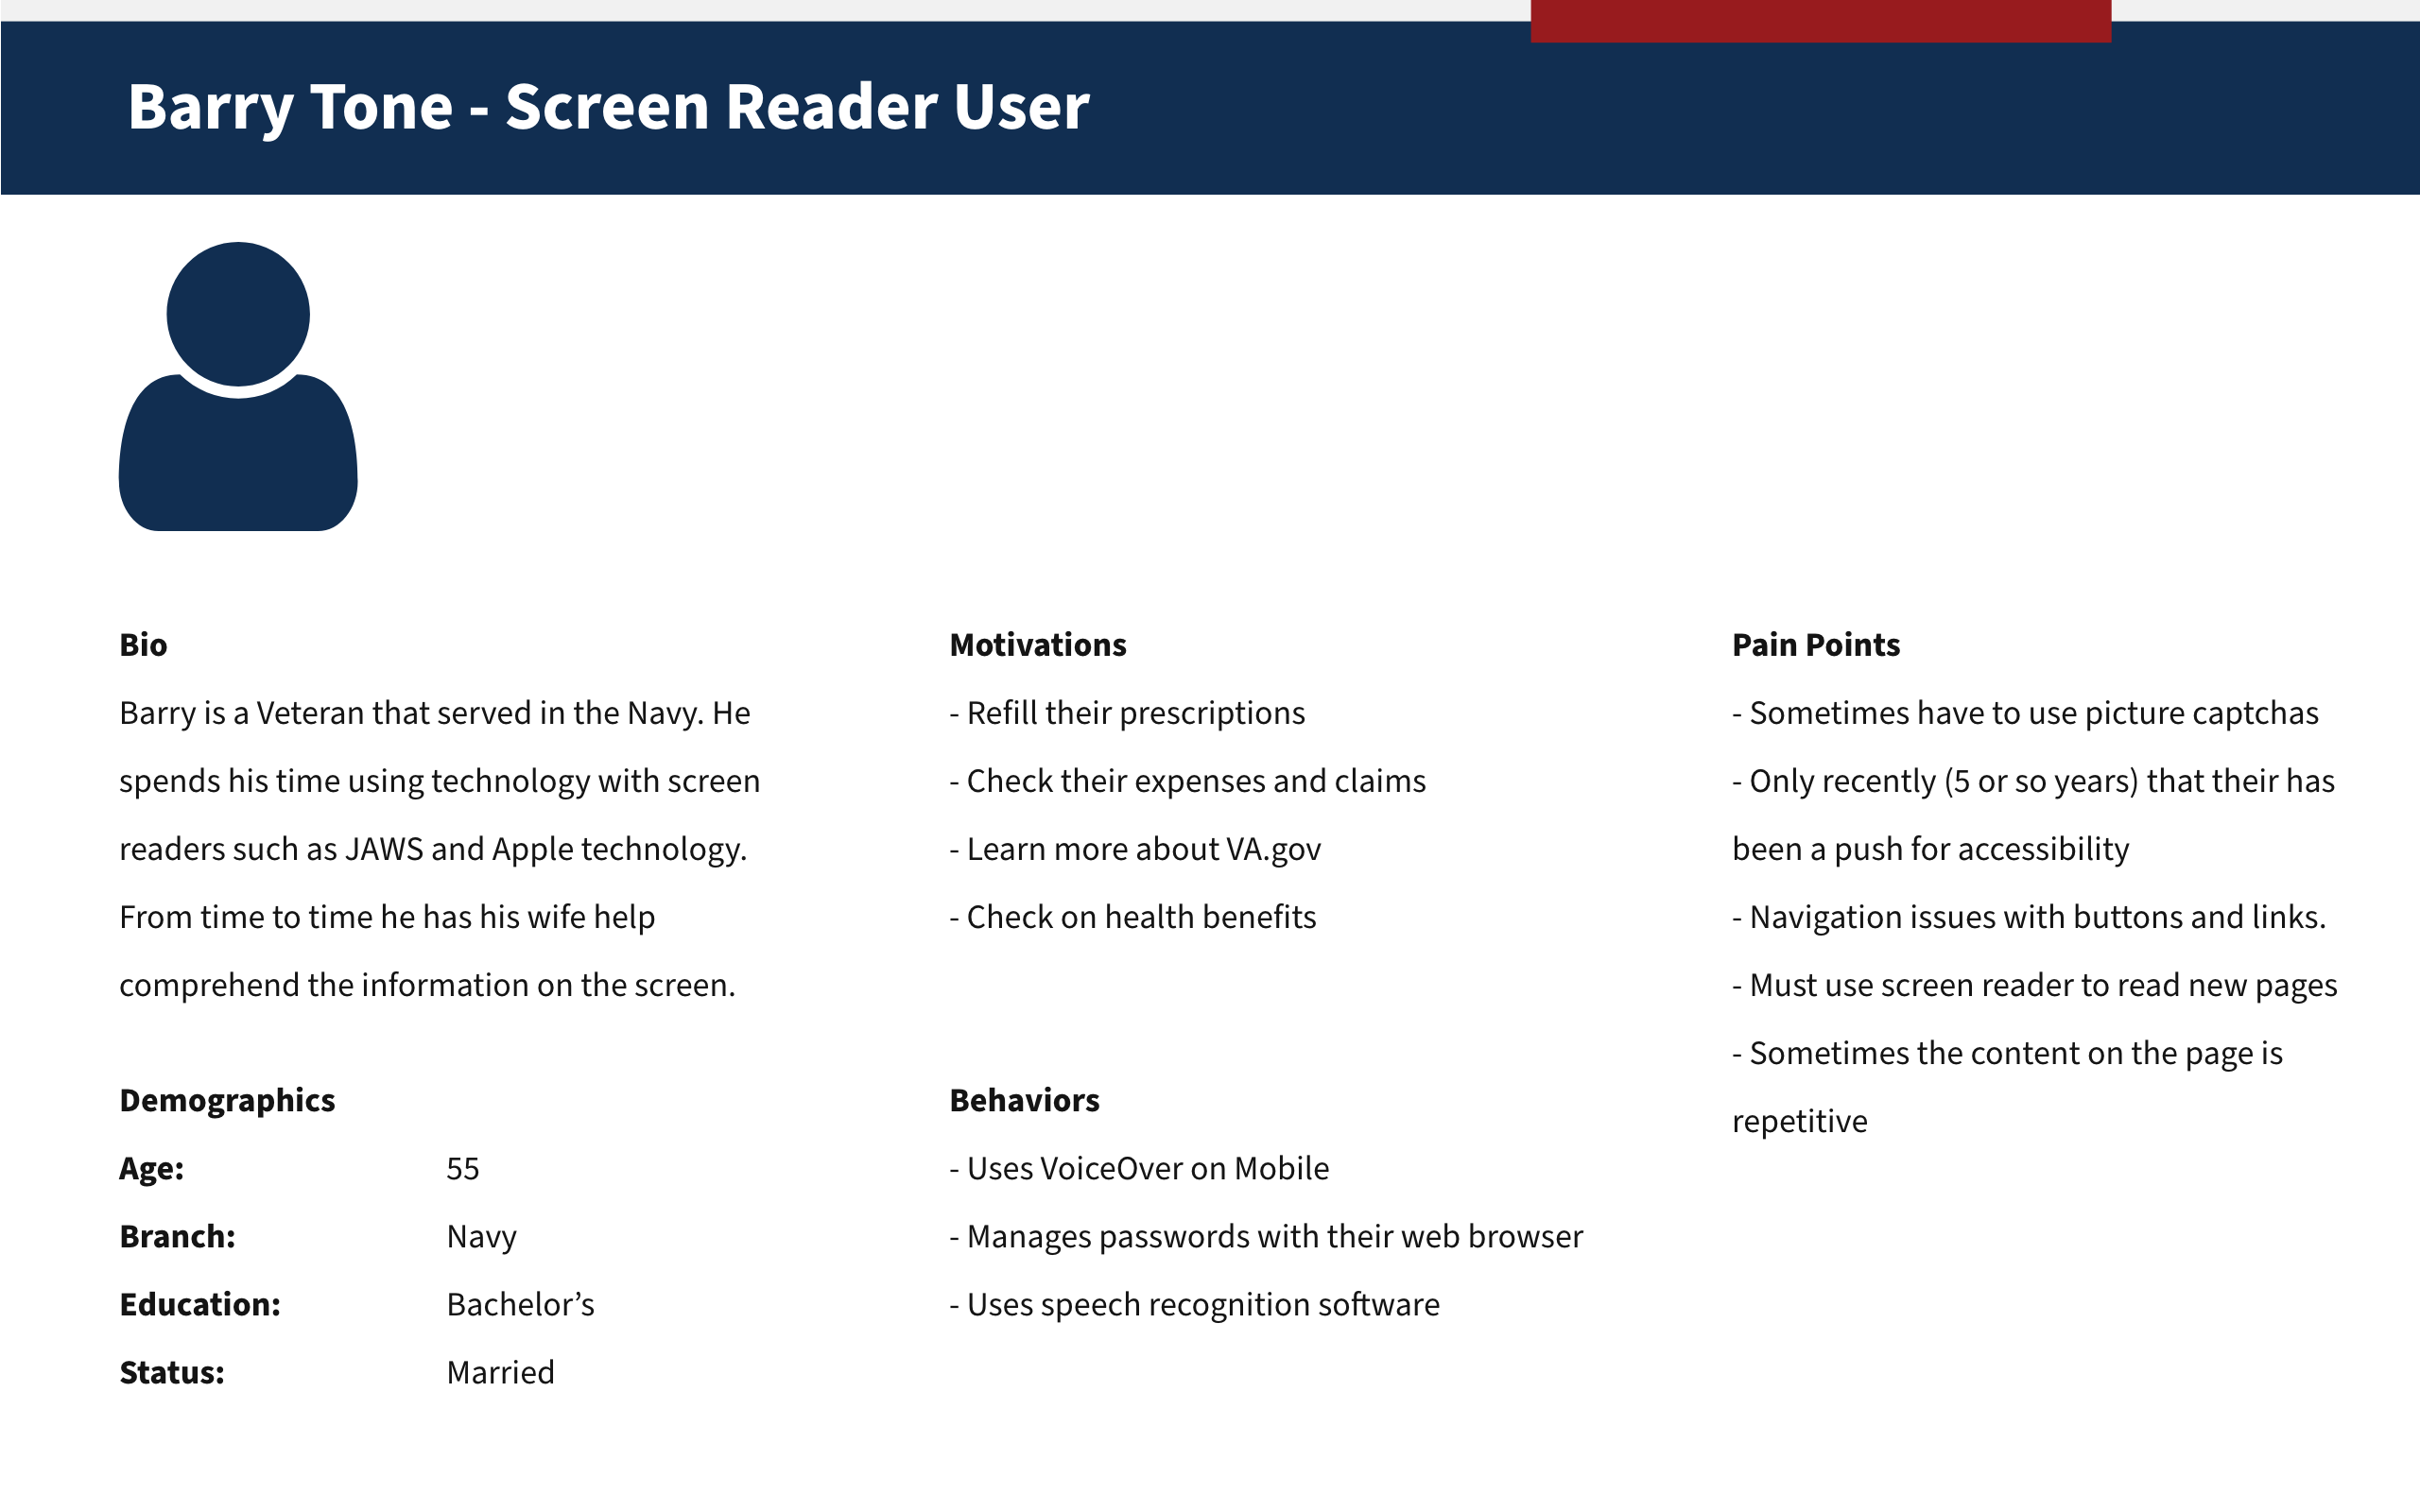 Barry Tone - Screen Reader User
Bio
Barry is a Veteran that served in the Navy. He
spends his time using technology with screen
readers such as JAWS and Apple technology.
From time to time he has his wife help
comprehend the information on the screen.
Demographics
Age: 55
Branch: Navy
Education: Bachelor’s
Status: Married
Motivations
- Refill their prescriptions
- Check their expenses and claims
- Learn more about VA.gov
- Check on health benefits
Behaviors
- Uses VoiceOver on Mobile
- Manages passwords with their web browser
- Uses speech recognition software
Pain Points
- Sometimes have to use picture captchas
- Only recently (5 or so years) that their has
been a push for accessibility
- Navigation issues with buttons and links.
- Must use screen reader to read new pages
- Sometimes the content on the page is
repetitive